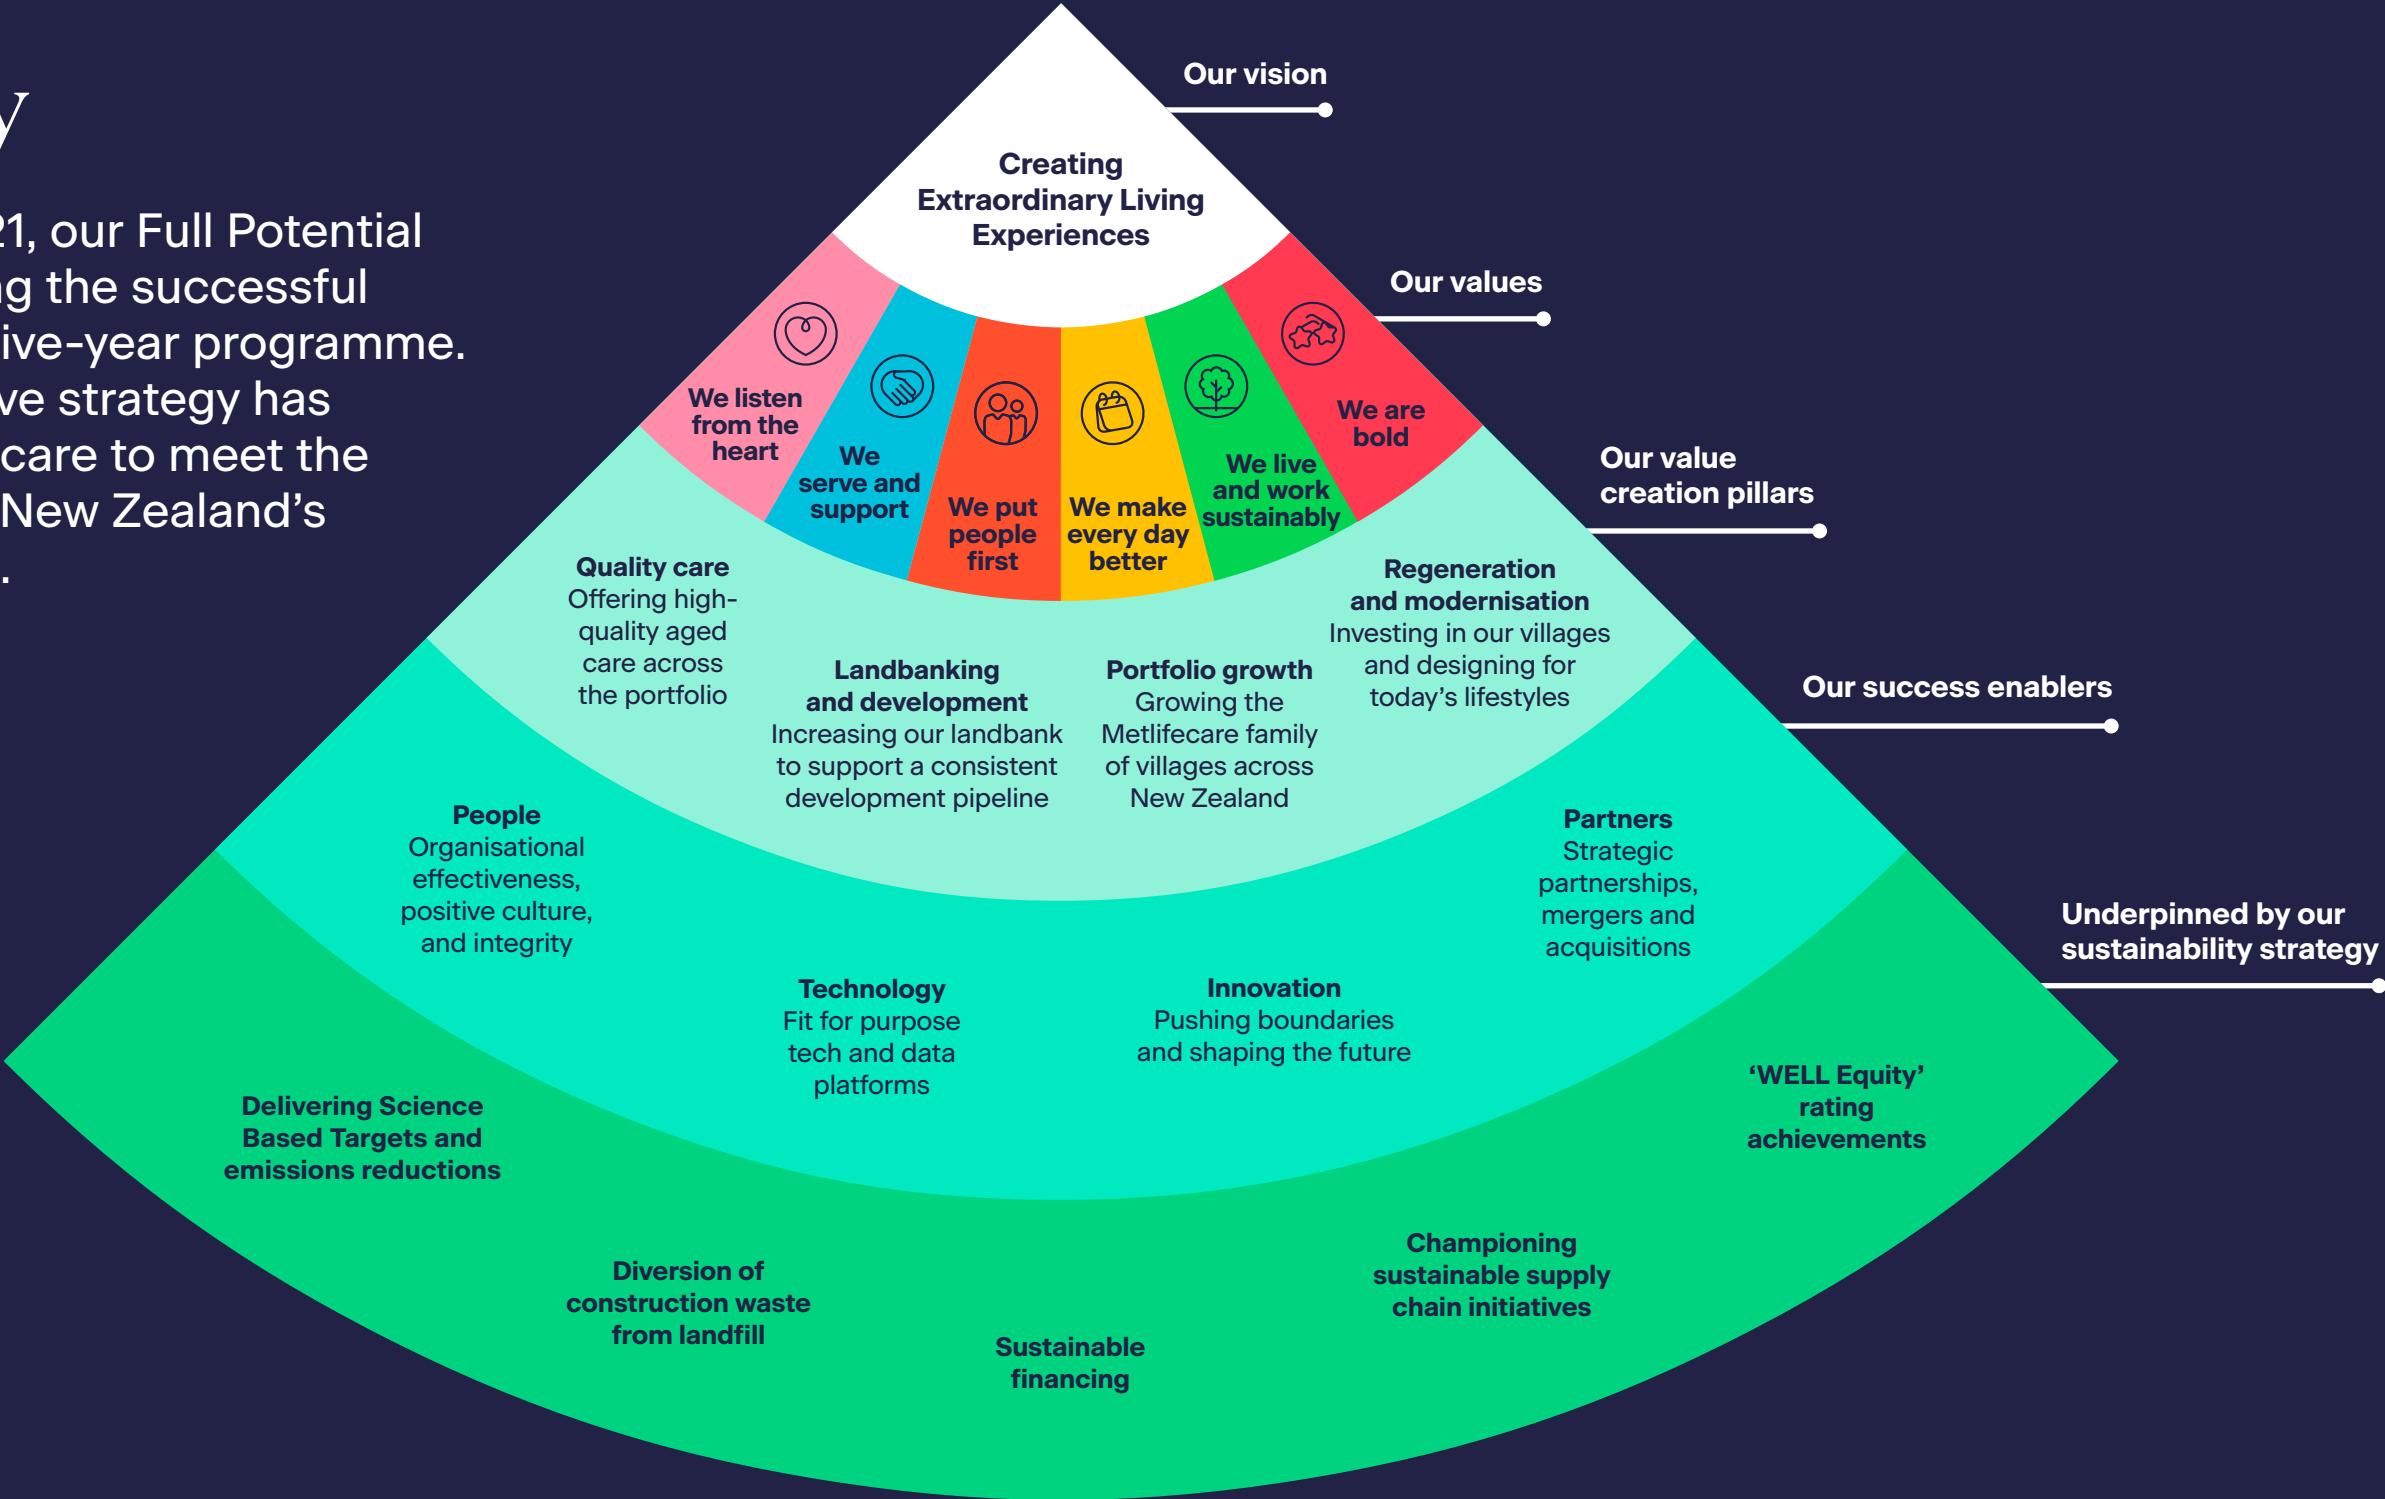 y
21, our Full Potential
ng the successful
ive-year programme.
ve strategy has
care to meet the
New Zealand’s
.
Our vision
Creating
Extraordinary Living
Experiences
Our values
We listen
from the
heart
We
serve and
support
We put
people
first
We make
every day
better
We live
and work
sustainably
We are
bold
Our value
creation pillars
Quality care
Offering high-
quality aged
care across
the portfolio
Landbanking
and development
Increasing our landbank
to support a consistent
development pipeline
Portfolio growth
Growing the
Metlifecare family
of villages across
New Zealand
Regeneration
and modernisation
Investing in our villages
and designing for
today’s lifestyles
Our success enablers
People
Organisational
effectiveness,
positive culture,
and integrity
Technology
Fit for purpose
tech and data
platforms
Innovation
Pushing boundaries
and shaping the future
Partners
Strategic
partnerships,
mergers and
acquisitions
Underpinned by our
sustainability strategy
Delivering Science
Based Targets and
emissions reductions
Diversion of
construction waste
from landfill
Sustainable
financing
Championing
sustainable supply
chain initiatives
‘WELL Equity’
rating
achievements